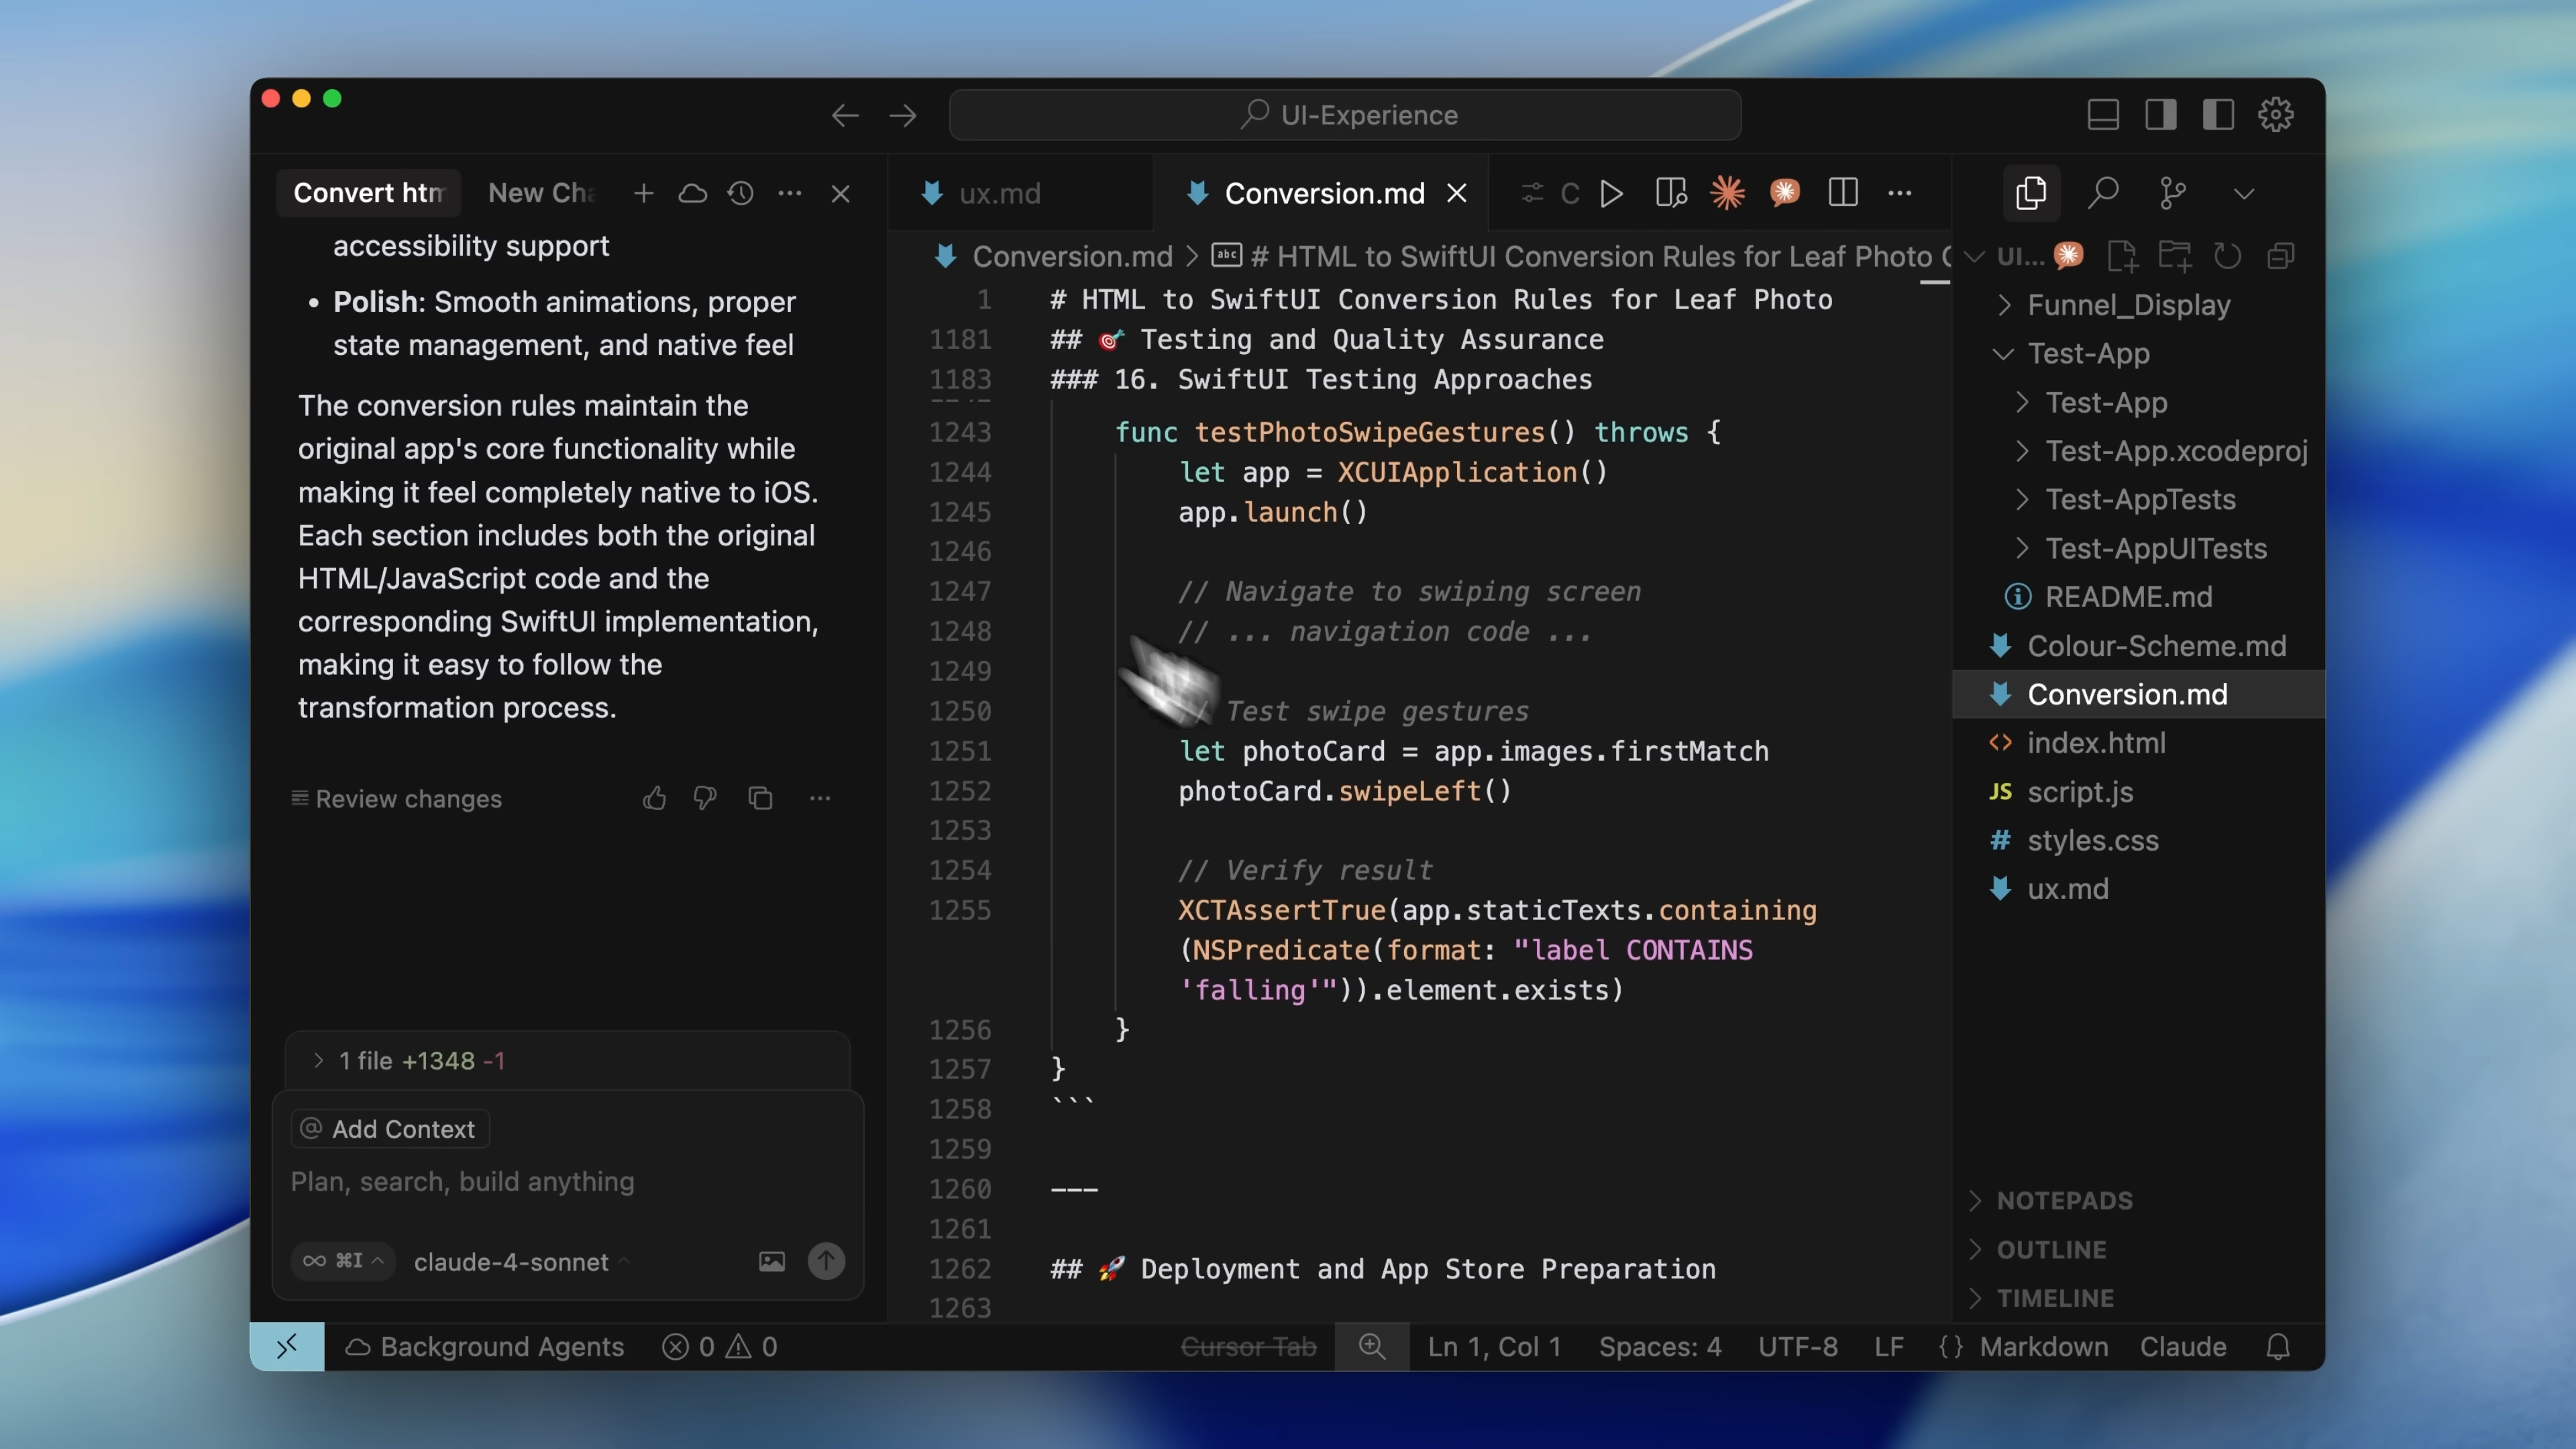 UI-Experience
Convert htm
New Cha
accessibility support
• Polish: Smooth animations, proper
state management, and native feel
The conversion rules maintain the
original app's core functionality while
making it feel completely native to iOS.
Each section includes both the original
HTML/JavaScript code and the
corresponding SwiftUI implementation,
making it easy to follow the
transformation process.
Review changes
1 file +1348 -1
@ Add Context
Plan, search, build anything
∞ ⌘I
claude-4-sonnet
ux.md
Conversion.md
C
Conversion.md > # HTML to SwiftUI Conversion Rules for Leaf Photo C
1 # HTML to SwiftUI Conversion Rules for Leaf Photo
1181 ## 🎯 Testing and Quality Assurance
1183 ### 16. SwiftUI Testing Approaches
1243 func testPhotoSwipeGestures() throws {
1244 let app = XCUIApplication()
1245 app.launch()
1246
1247 // Navigate to swiping screen
1248 // ... navigation code ...
1249
1250 Test swipe gestures
1251 let photoCard = app.images.firstMatch
1252 photoCard.swipeLeft()
1253
1254 // Verify result
1255 XCTAssertTrue(app.staticTexts.containing
(NSPredicate(format: "label CONTAINS
'falling'")).element.exists)
1256 }
1257 }
1258 ```
1259
1260 ---
1261
1262 ## 🚀 Deployment and App Store Preparation
1263
UI...
Funnel_Display
Test-App
Test-App
Test-App.xcodeproj
Test-AppTests
Test-AppUITests
README.md
Colour-Scheme.md
Conversion.md
<> index.html
JS script.js
# styles.css
ux.md
NOTEPADS
OUTLINE
TIMELINE
Background Agents
0
0
Cursor Tab
Ln 1, Col 1
Spaces: 4
UTF-8
LF
{} Markdown
Claude